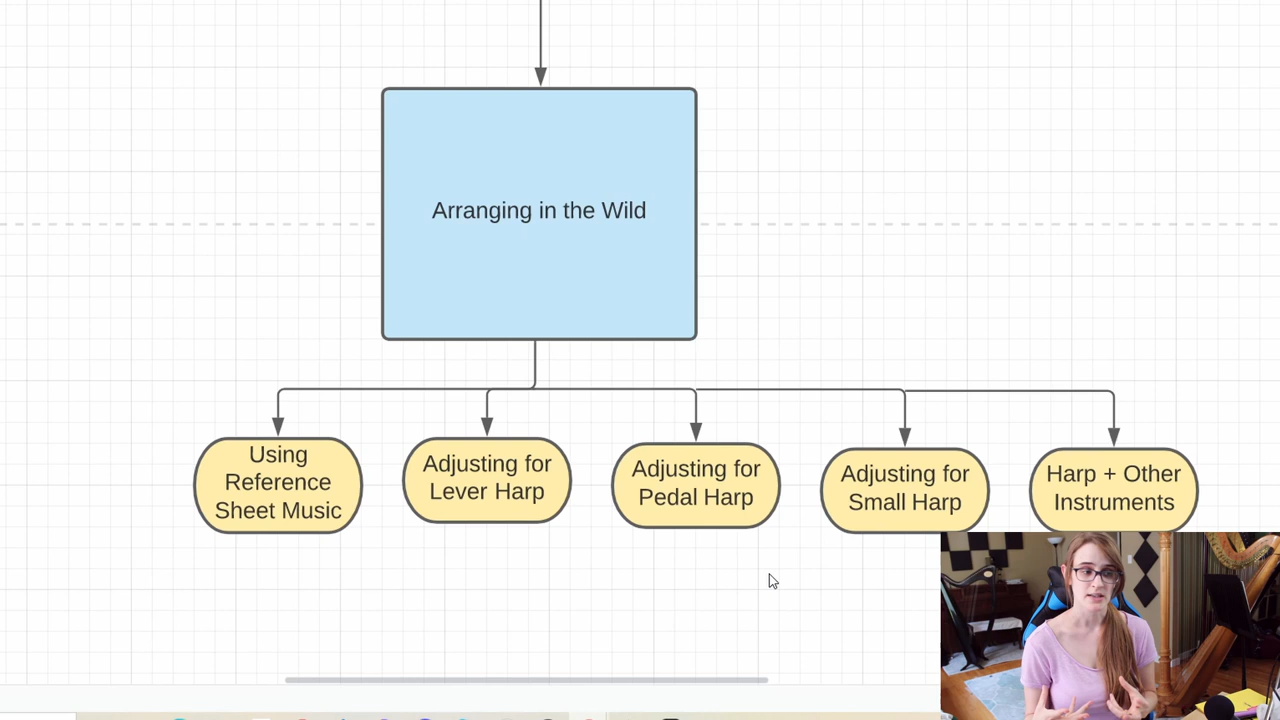 Arranging in the Wild
Using
Reference
Sheet Music
Adjusting for
Lever Harp
Adjusting for
Pedal Harp
Adjusting for
Small Harp
Harp + Other
Instruments